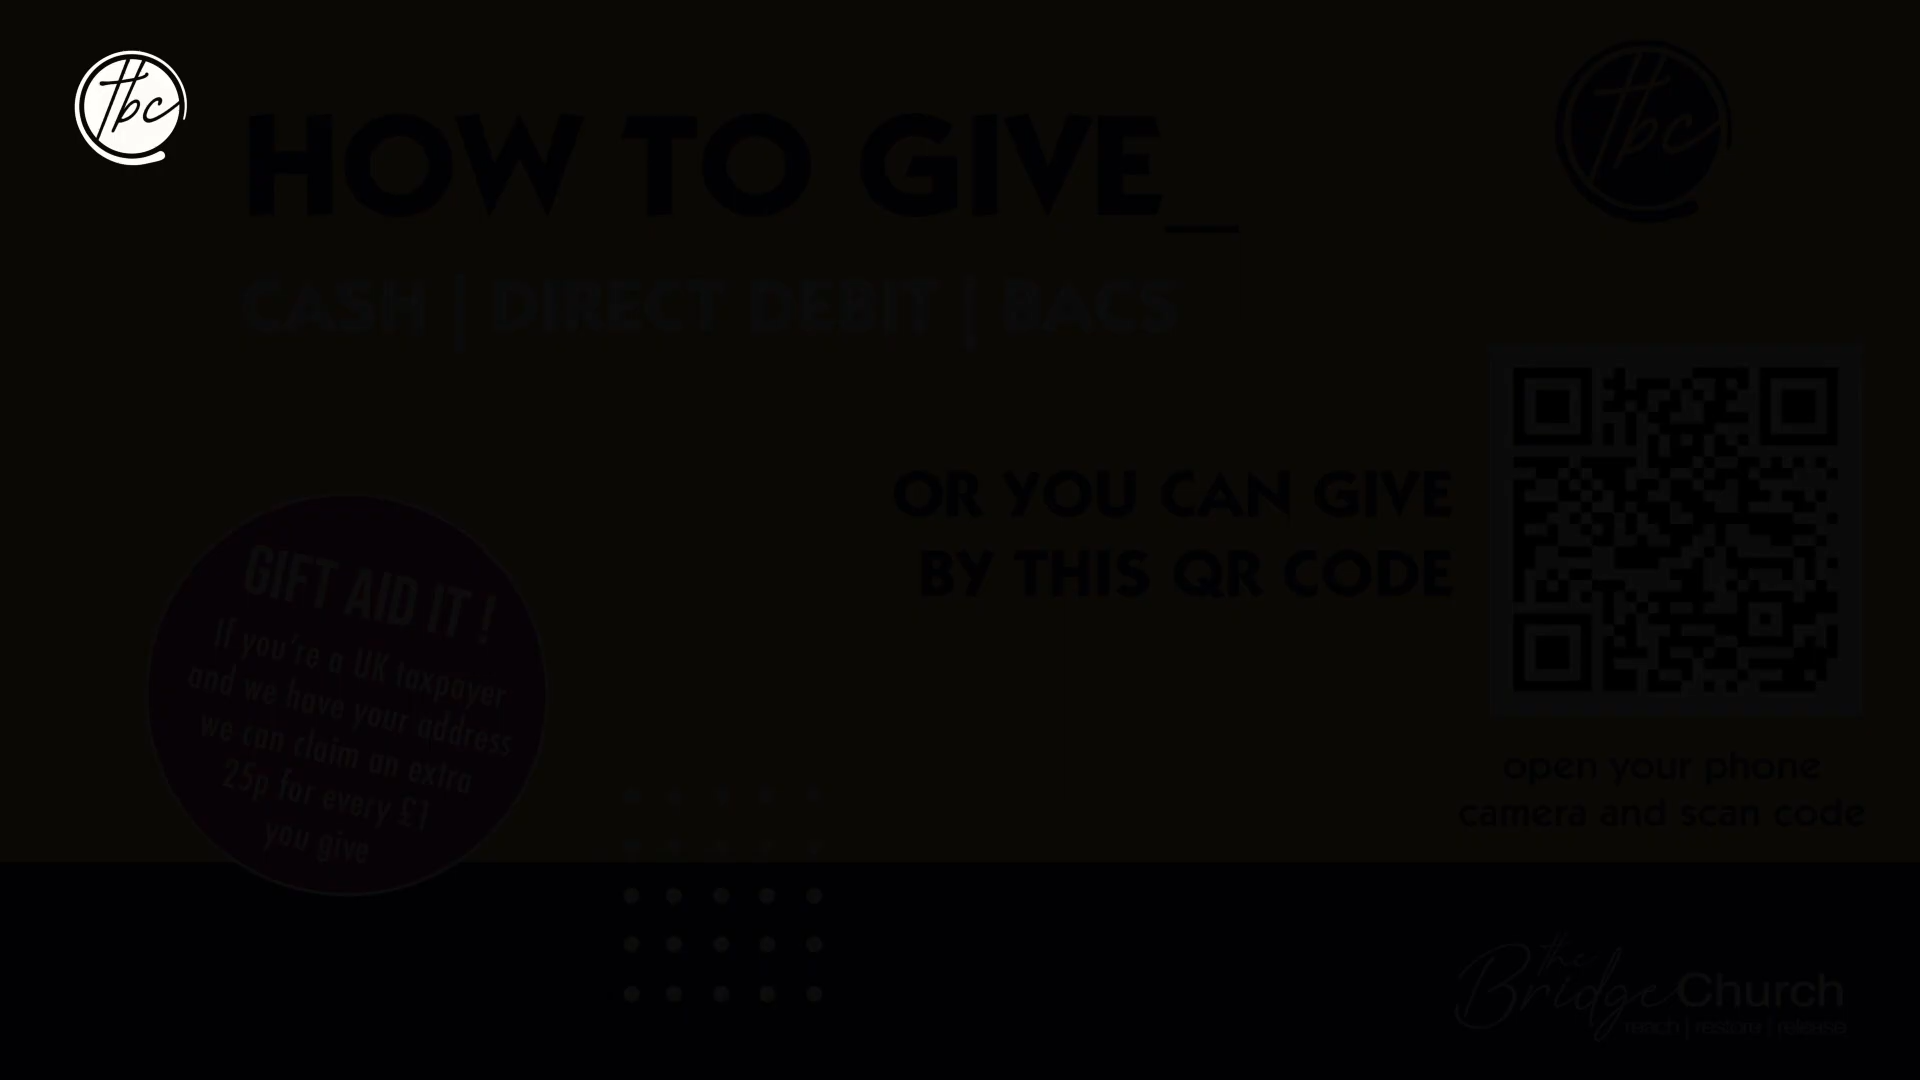 tbc
HOW TO GIVE_
tbc
CASH | DIRECT DEBIT | BACS
OR YOU CAN GIVE
BY THIS QR CODE
GIFT AID IT !
If you're a UK taxpayer
and we have your address
we can claim an extra
25p for every £1
you give
open your phone
camera and scan code
the
Bridge Church
reach | restore | release